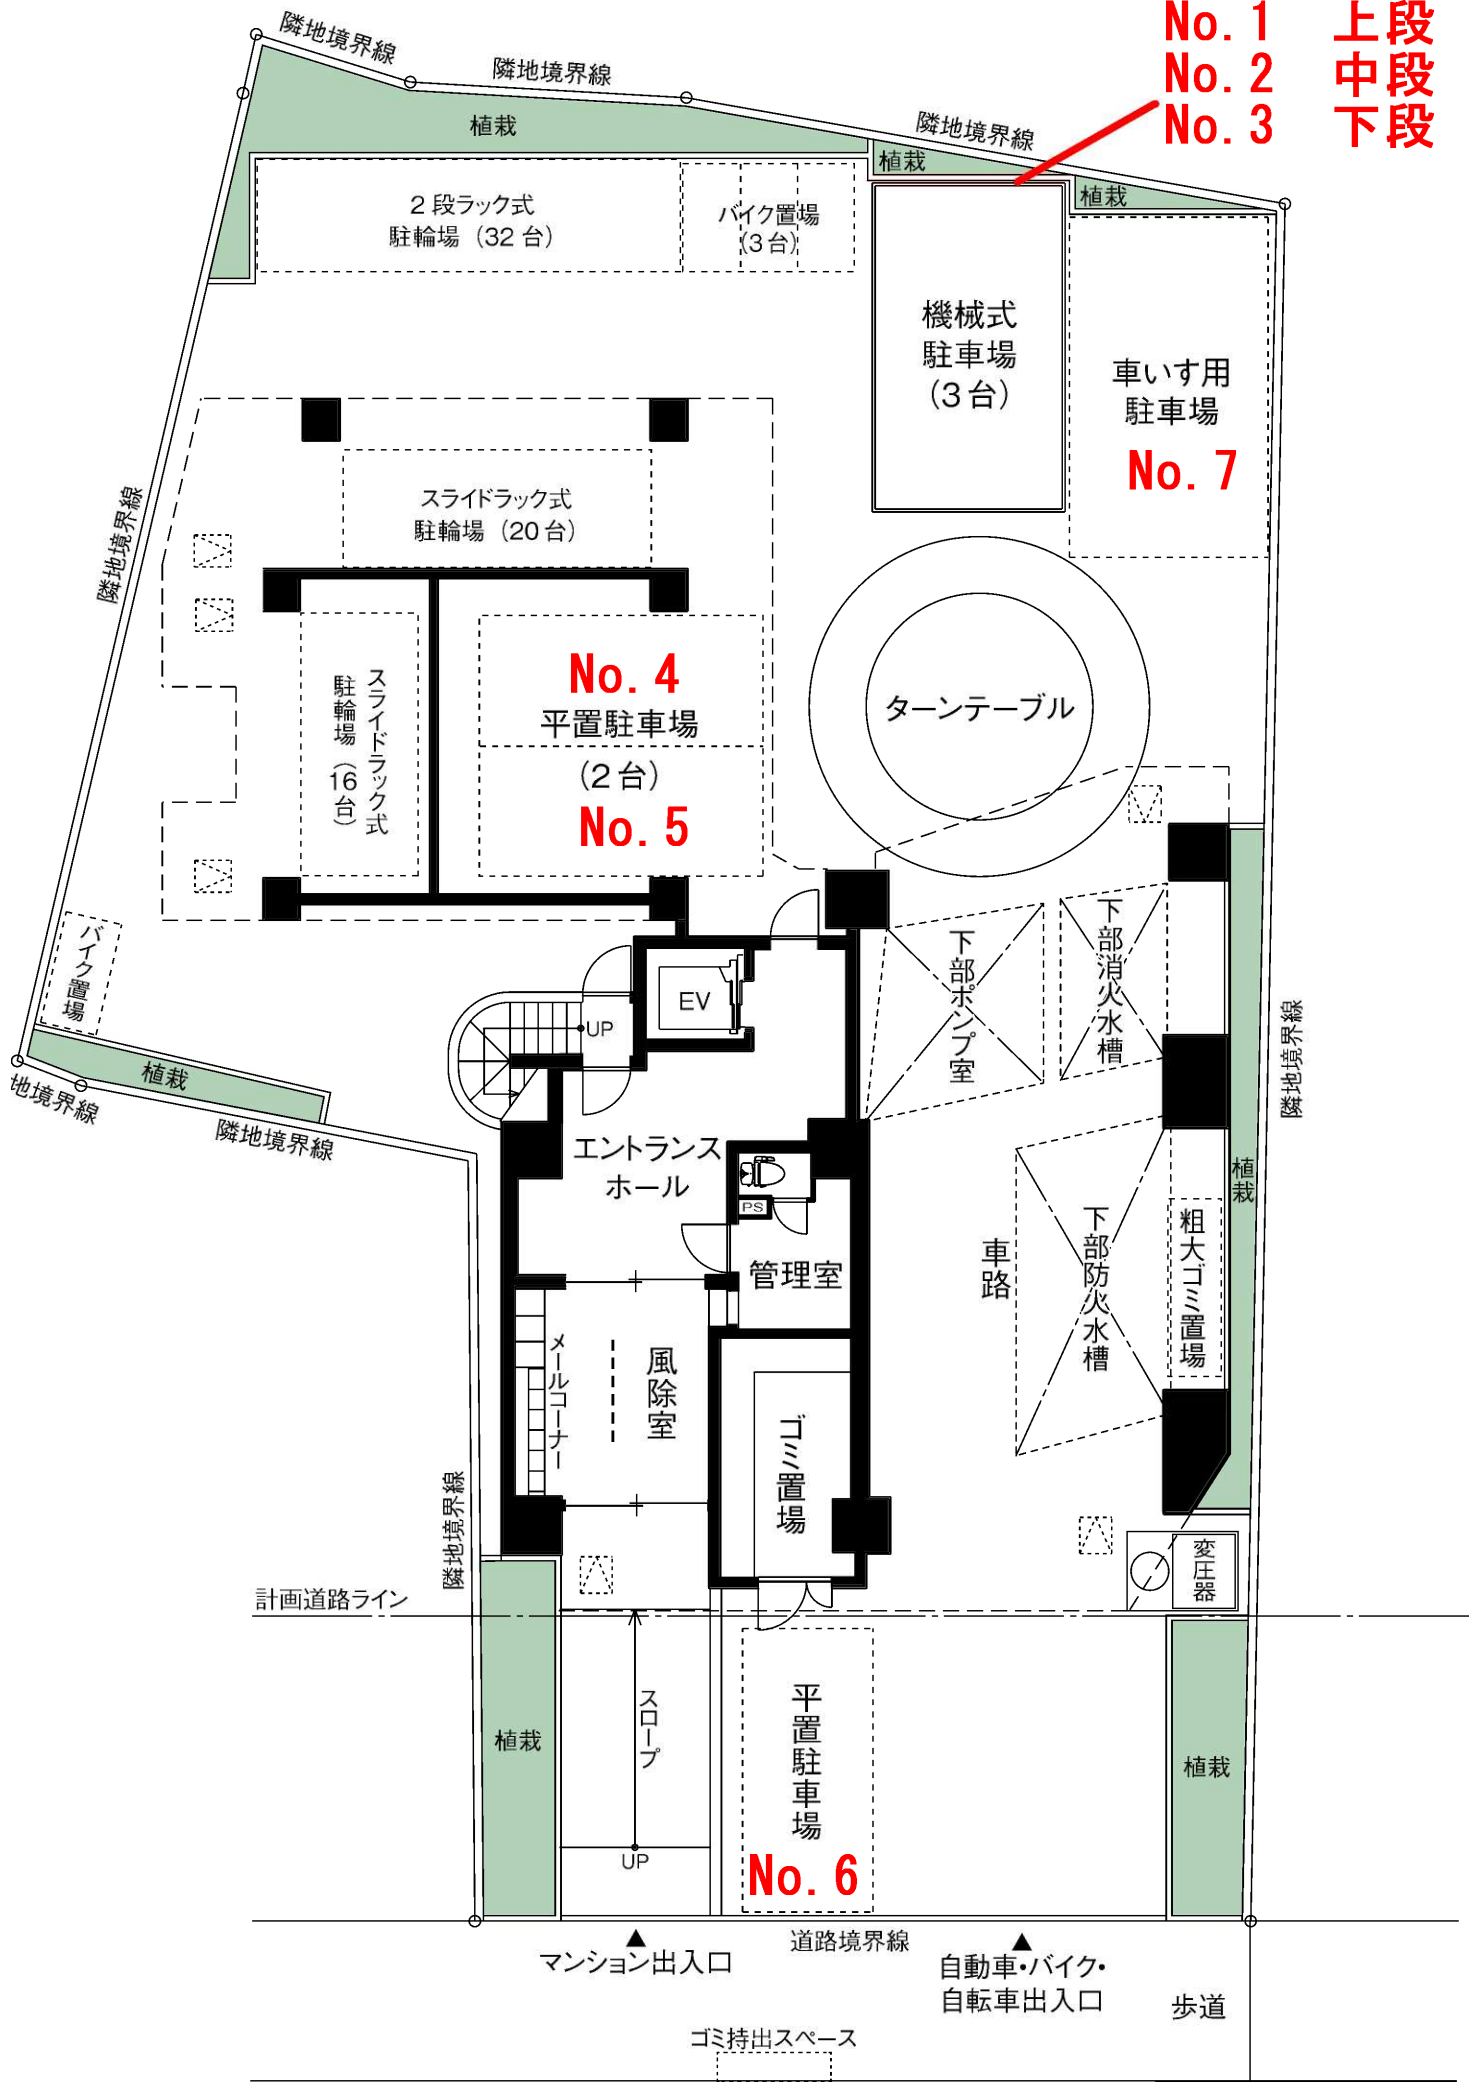 No.1 上段
No.2 中段
No.3 下段
隣地境界線
隣地境界線
隣地境界線
植栽
植栽
植栽
2段ラック式
駐輪場（32台）
バイク置場
（3台）
機械式
駐車場
（3台）
車いす用
駐車場
No.7
スライドラック式
駐輪場（20台）
隣地境界線
スライドラック式
駐輪場（16台）
No.4
平置駐車場
（2台）
No.5
ターンテーブル
バイク置場
下部ポンプ室
下部消火水槽
EV
UP
隣地境界線
植栽
地境界線
隣地境界線
エントランス
ホール
PS
管理室
車路
下部防火水槽
粗大ゴミ置場
植栽
メールコーナー
風除室
ゴミ置場
隣地境界線
変圧器
計画道路ライン
スロープ
UP
植栽
平置駐車場
No.6
植栽
マンション出入口
道路境界線
自動車・バイク・
自転車出入口
歩道
ゴミ持出スペース